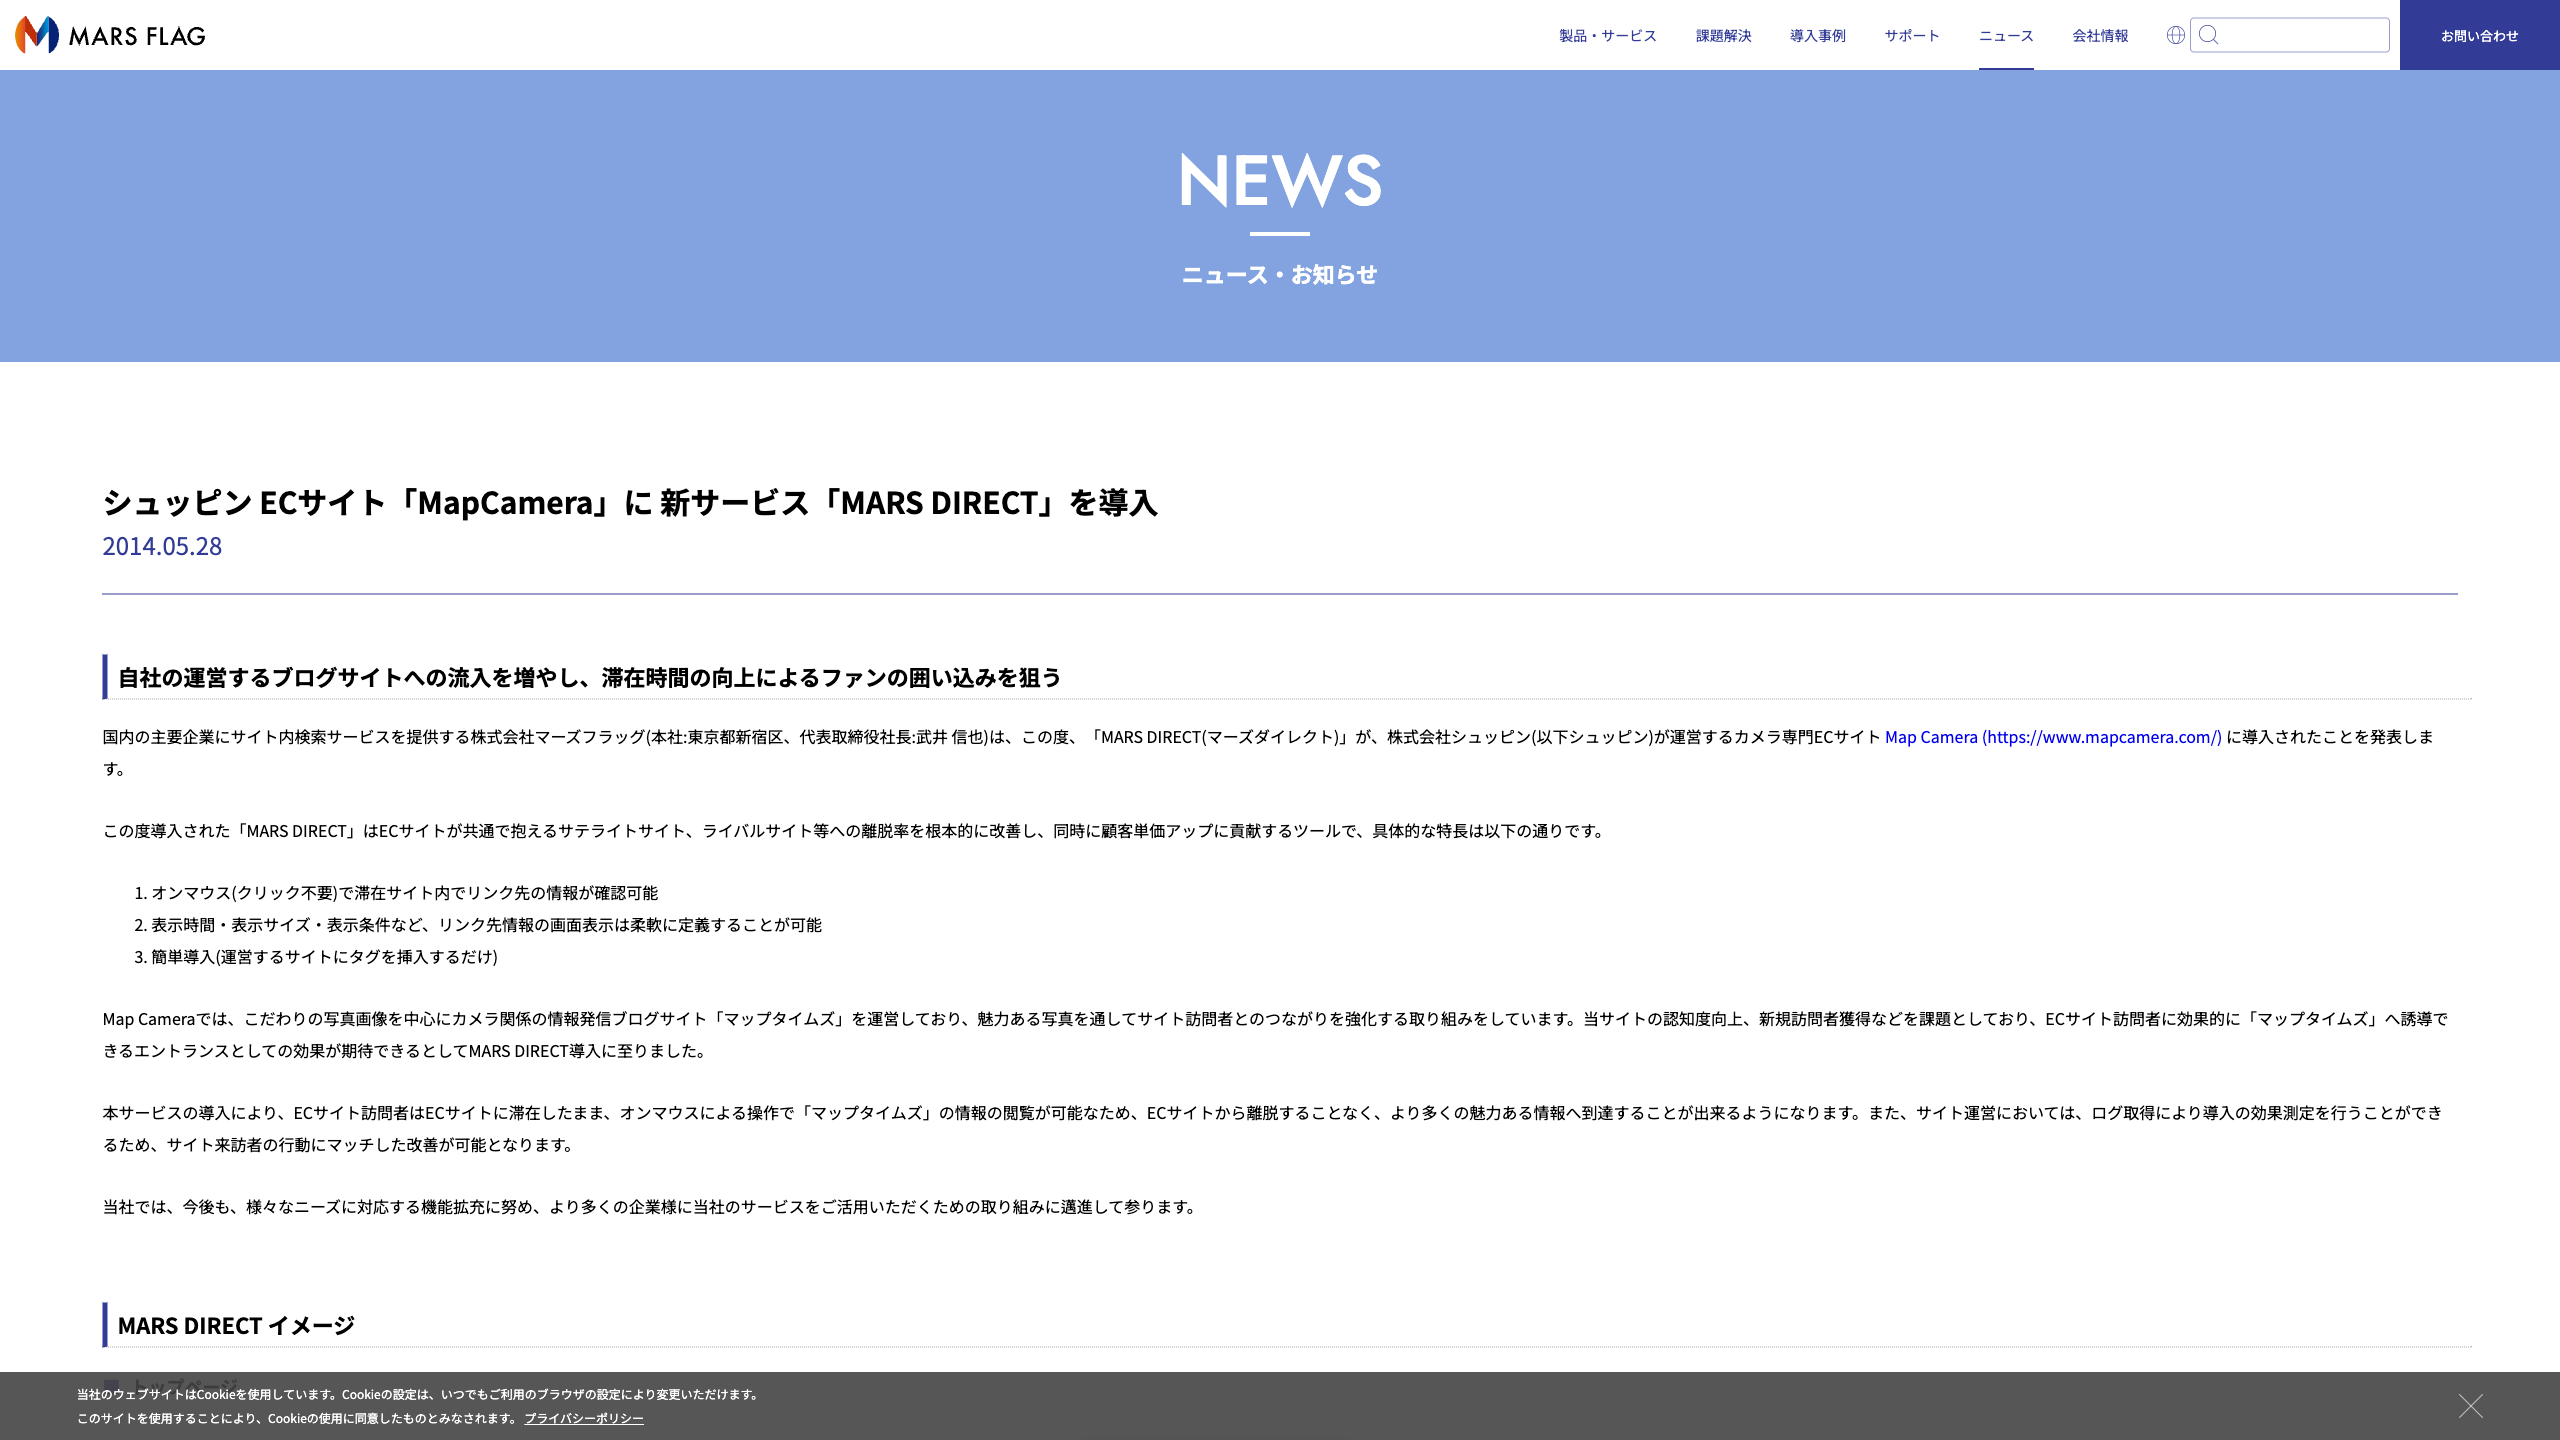 MARS FLAG
製品・サービス 課題解決 導入事例 サポート ニュース 会社情報 お問い合わせ
NEWS
ニュース・お知らせ
シュッピン ECサイト「MapCamera」に 新サービス「MARS DIRECT」を導入
2014.05.28
自社の運営するブログサイトへの流入を増やし、滞在時間の向上によるファンの囲い込みを狙う
国内の主要企業にサイト内検索サービスを提供する株式会社マーズフラッグ(本社:東京都新宿区、代表取締役社長:武井 信也)は、この度、「MARS DIRECT(マーズダイレクト)」が、株式会社シュッピン(以下シュッピン)が運営するカメラ専門ECサイト Map Camera (https://www.mapcamera.com/) に導入されたことを発表しま
す。
この度導入された「MARS DIRECT」はECサイトが共通で抱えるサテライトサイト、ライバルサイト等への離脱率を根本的に改善し、同時に顧客単価アップに貢献するツールで、具体的な特長は以下の通りです。
1. オンマウス(クリック不要)で滞在サイト内でリンク先の情報が確認可能
2. 表示時間・表示サイズ・表示条件など、リンク先情報の画面表示は柔軟に定義することが可能
3. 簡単導入(運営するサイトにタグを挿入するだけ)
Map Cameraでは、こだわりの写真画像を中心にカメラ関係の情報発信ブログサイト「マップタイムズ」を運営しており、魅力ある写真を通してサイト訪問者とのつながりを強化する取り組みをしています。当サイトの認知度向上、新規訪問者獲得などを課題としており、ECサイト訪問者に効果的に「マップタイムズ」へ誘導で
きるエントランスとしての効果が期待できるとしてMARS DIRECT導入に至りました。
本サービスの導入により、ECサイト訪問者はECサイトに滞在したまま、オンマウスによる操作で「マップタイムズ」の情報の閲覧が可能なため、ECサイトから離脱することなく、より多くの魅力ある情報へ到達することが出来るようになります。また、サイト運営においては、ログ取得により導入の効果測定を行うことができ
るため、サイト来訪者の行動にマッチした改善が可能となります。
当社では、今後も、様々なニーズに対応する機能拡充に努め、より多くの企業様に当社のサービスをご活用いただくための取り組みに邁進して参ります。
MARS DIRECT イメージ
トップページ
当社のウェブサイトはCookieを使用しています。Cookieの設定は、いつでもご利用のブラウザの設定により変更いただけます。
このサイトを使用することにより、Cookieの使用に同意したものとみなされます。 プライバシーポリシー